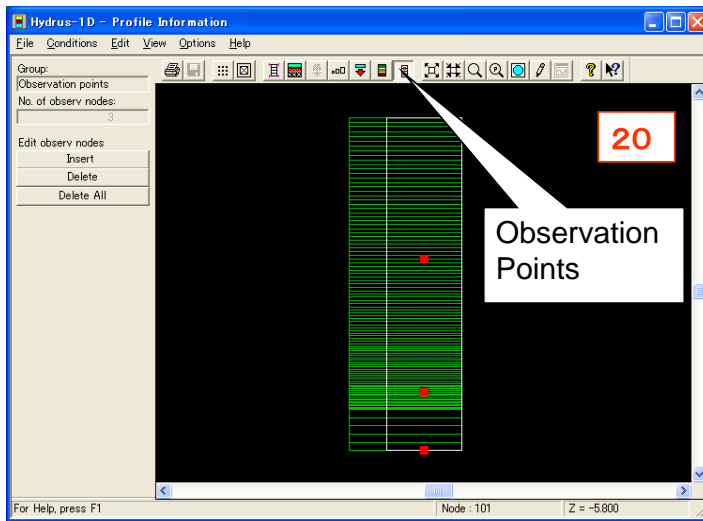 Hydrus-1D - Profile Information
File Conditions Edit View Options Help
Group:
Observation points
No. of observ nodes:
3
Edit observ nodes
Insert
Delete
Delete All
20
Observation
Points
For Help, press F1
Node : 101
Z = -5.800